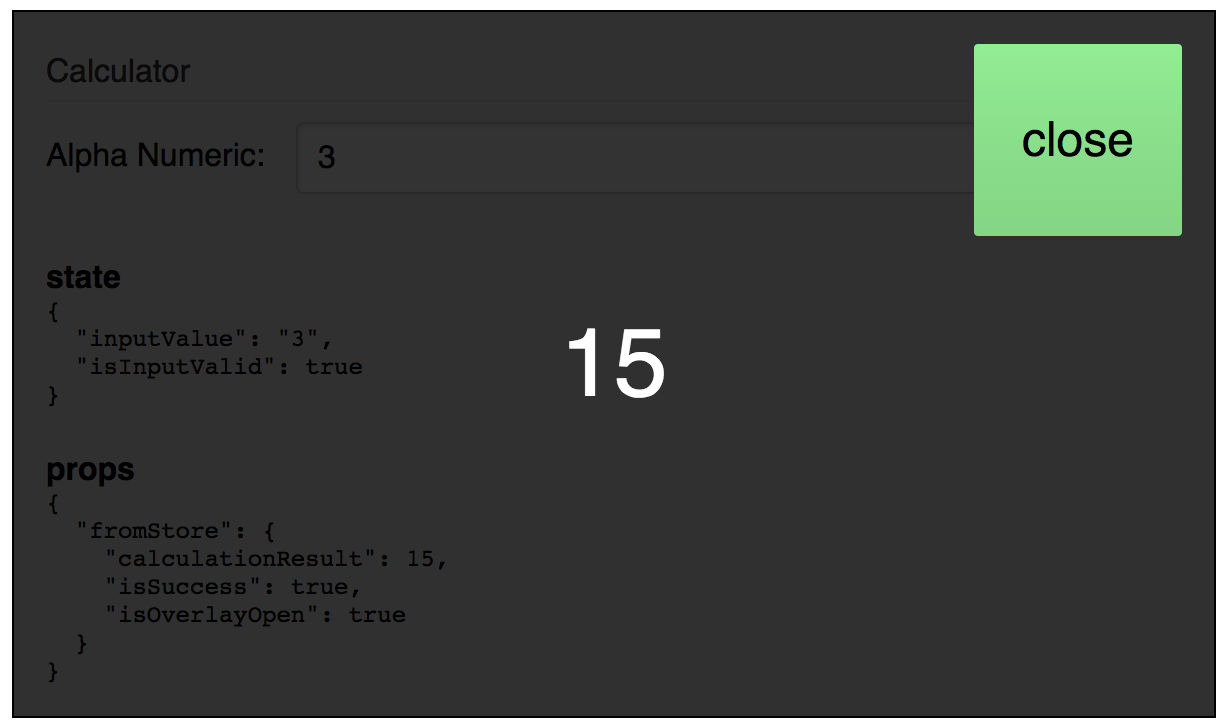 Calculator
close
Alpha Numeric:
3
state
{
  "inputValue": "3",
  "isInputValid": true
}
15
props
{
  "fromStore": {
    "calculationResult": 15,
    "isSuccess": true,
    "isOverlayOpen": true
  }
}